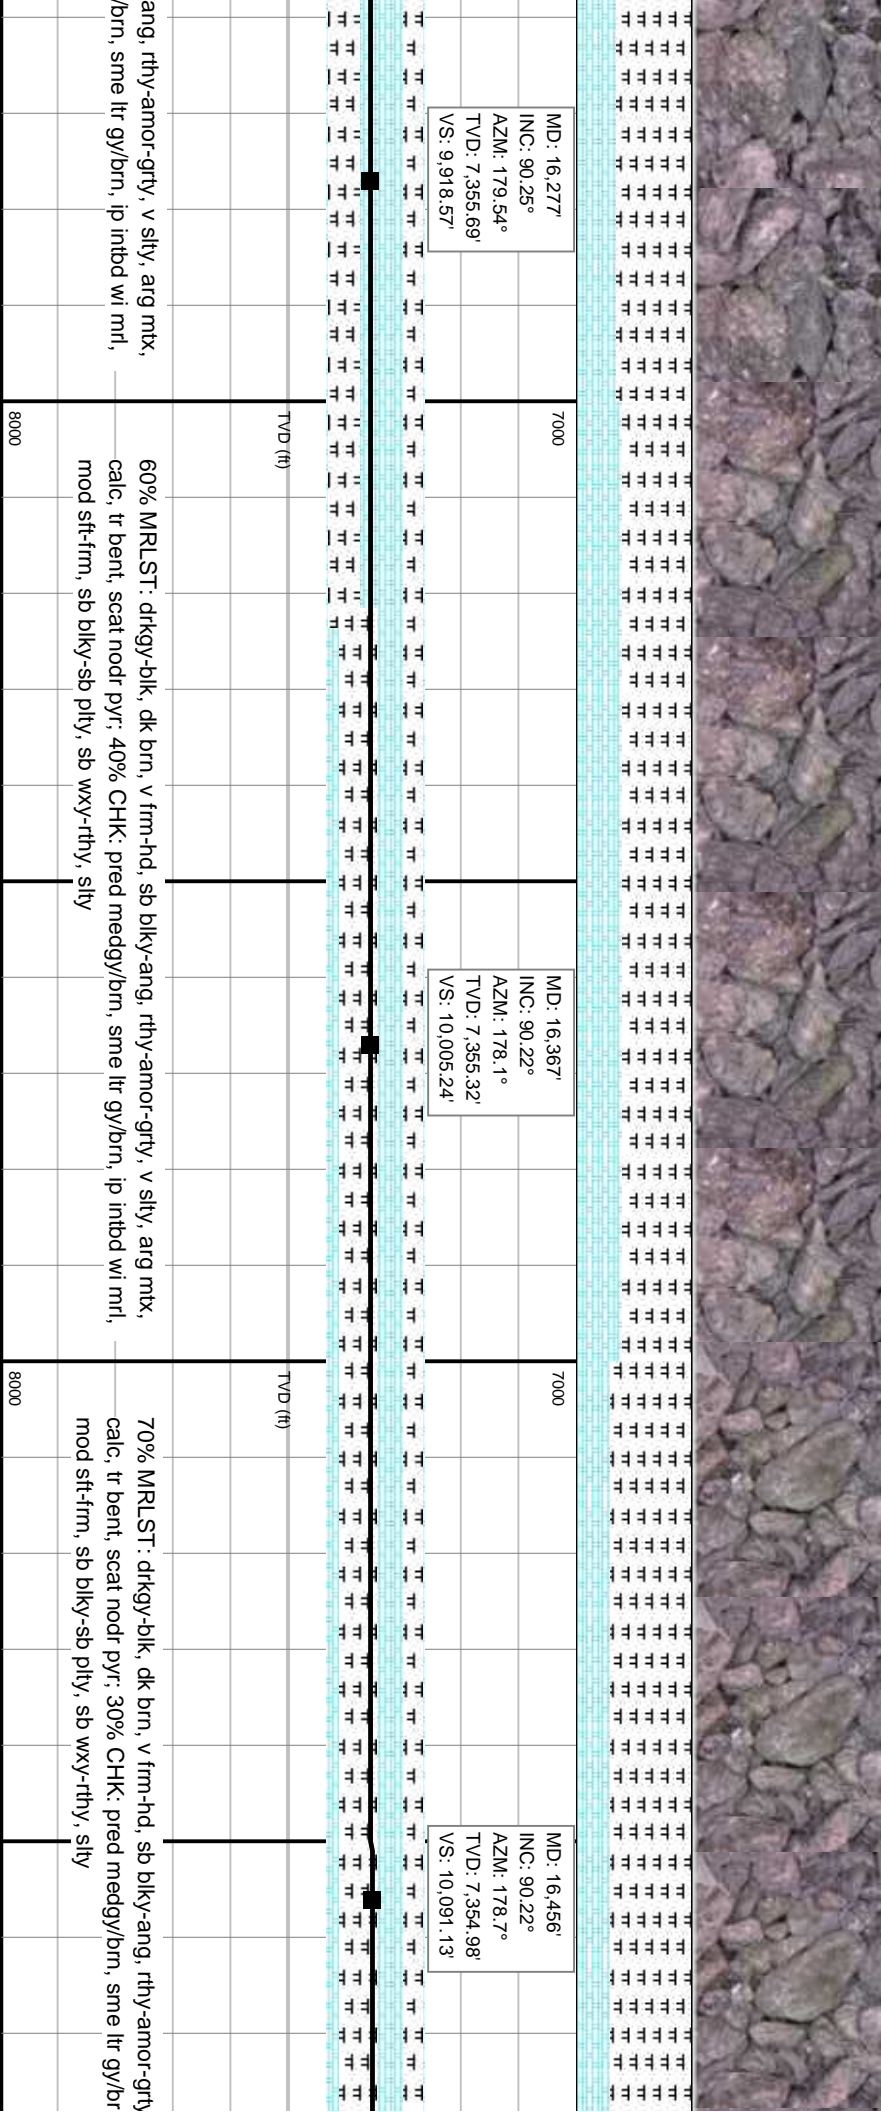 ang, rthy-amor-grty, v slty, arg mtx,
/brn, sme ltr gy/brn, ip intbd wi mrl,
MD: 16,277'
INC: 90.25°
AZM: 179.54°
TVD: 7,355.69'
VS: 9,918.57'
7000
TVD (ft)
8000
60% MRLST: drkgy-blk, dk brn, v frm-hd, sb blky-ang, rthy-amor-grty, v slty, arg mtx,
calc, tr bent, scat nodr pyr; 40% CHK: pred medgy/brn, sme ltr gy/brn, ip intbd wi mrl,
mod sft-frm, sb blky-sb plty, sb wxy-rthy, slty
MD: 16,367'
INC: 90.22°
AZM: 178.1°
TVD: 7,355.32'
VS: 10,005.24'
7000
TVD (ft)
8000
70% MRLST: drkgy-blk, dk brn, v frm-hd, sb blky-ang, rthy-amor-grty
calc, tr bent, scat nodr pyr; 30% CHK: pred medgy/brn, sme ltr gy/br
mod sft-frm, sb blky-sb plty, sb wxy-rthy, slty
MD: 16,456'
INC: 90.22°
AZM: 178.7°
TVD: 7,354.98'
VS: 10,091.13'